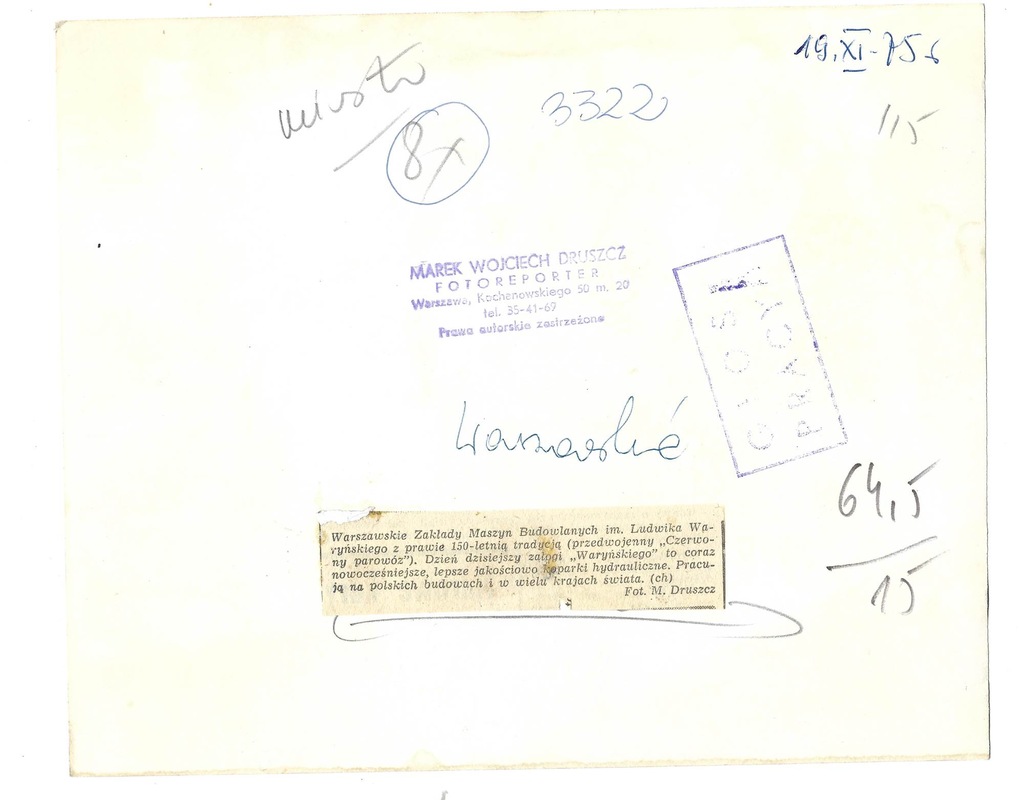 19.XI-75
miasto
8x
3322
115
MAREK WOJCIECH DRUSZCZ
FOTOREPORTER
Warszawa, Kochanowskiego 50 m. 20
tel. 35-41-69
Prawa autorskie zastrzeżone
GŁOS
PRACY
64,5
15
Warszawskie Zakłady Maszyn Budowlanych im. Ludwika Wa-
ryńskiego z prawie 150-letnią tradycją (przedwojenny „Czerwo-
ny parowóz"). Dzień dzisiejszy załogi „Waryńskiego" to coraz
nowocześniejsze, lepsze jakościowo koparki hydrauliczne. Pracu-
ją na polskich budowach i w wielu krajach świata. (ch)
Fot. M. Druszcz